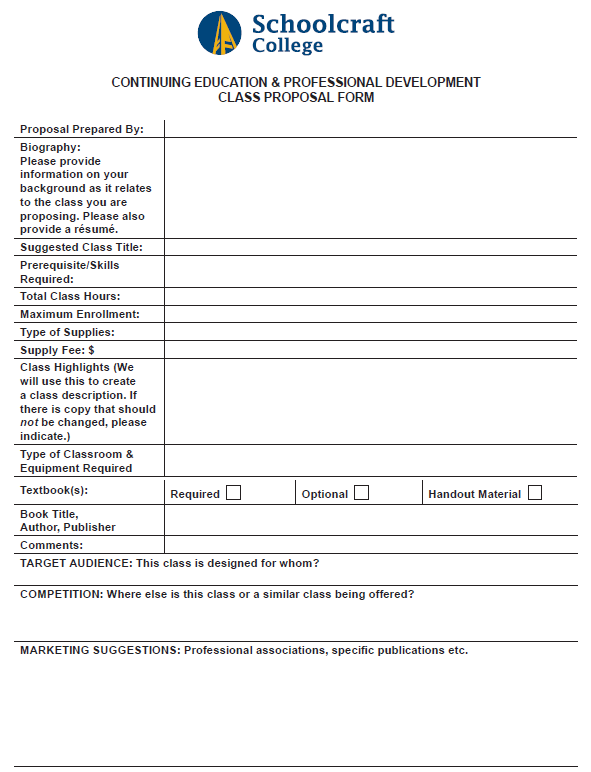 Schoolcraft
College
CONTINUING EDUCATION & PROFESSIONAL DEVELOPMENT
CLASS PROPOSAL FORM
Proposal Prepared By:
Biography:
Please provide
information on your
background as it relates
to the class you are
proposing. Please also
provide a résumé.
Suggested Class Title:
Prerequisite/Skills
Required:
Total Class Hours:
Maximum Enrollment:
Type of Supplies:
Supply Fee: $
Class Highlights (We
will use this to create
a class description. If
there is copy that should
not be changed, please
indicate.)
Type of Classroom &
Equipment Required
Textbook(s): Required Optional Handout Material
Book Title,
Author, Publisher
Comments:
TARGET AUDIENCE: This class is designed for whom?
COMPETITION: Where else is this class or a similar class being offered?
MARKETING SUGGESTIONS: Professional associations, specific publications etc.